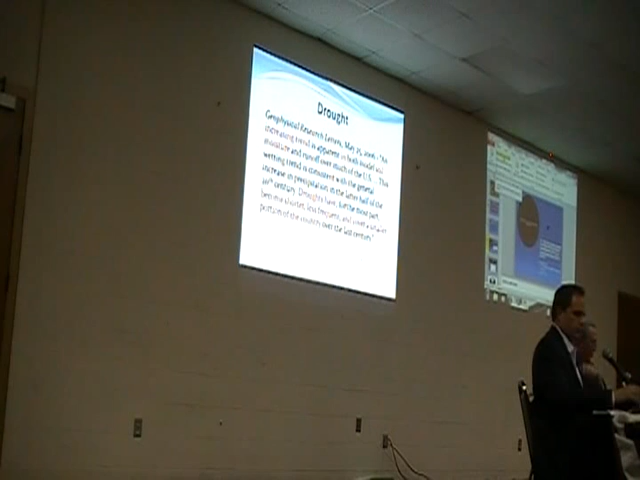 Drought
Geophysical Research Letters, May 25, 2006 - "An
increasing trend is apparent in both model soil
moisture and runoff over much of the U.S. This
wetting trend is consistent with the general
increase in precipitation in the latter half of the
20th century. Droughts have, for the most part,
become shorter, less frequent, and cover a smaller
portion of the country over the last century"